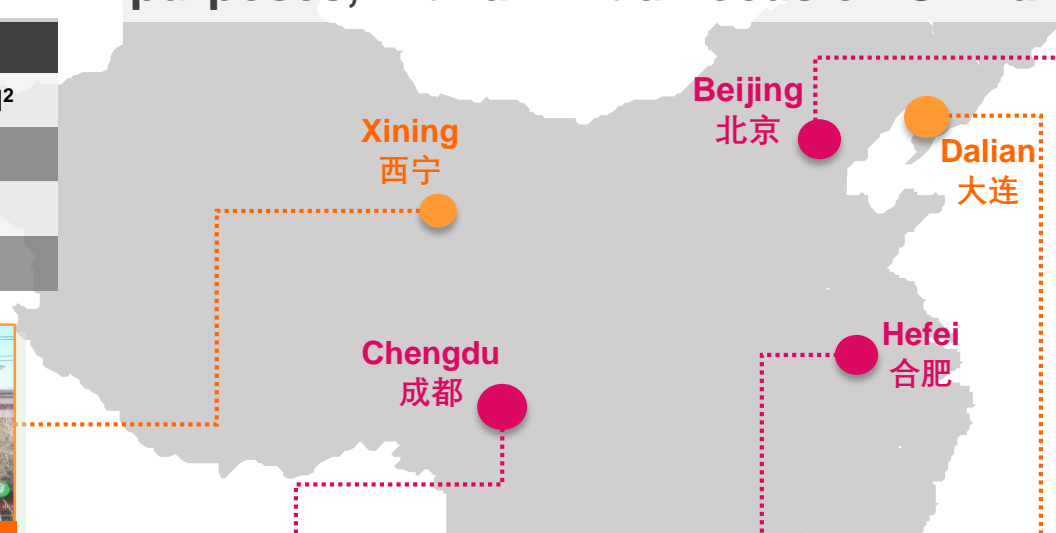 Beijing
北京
Xining
西宁
Dalian
大连
Hefei
合肥
Chengdu
成都